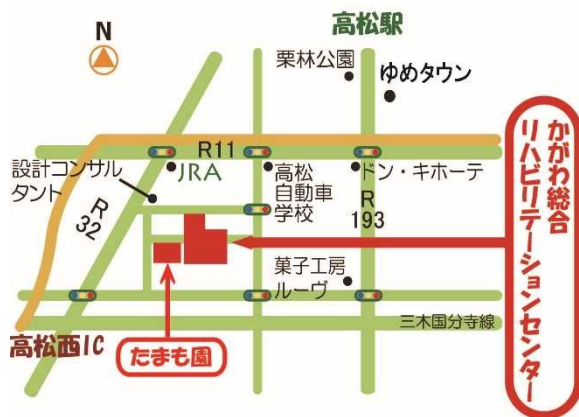 高松駅
N
栗林公園
ゆめタウン
R11
設計コンサル
タント
JRA
高松
自動車
学校
ドン・キホーテ
R
32
R
193
かがわ総合
リハビリテーションセンター
菓子工房
ルーヴ
三木国分寺線
高松西IC
たまも園